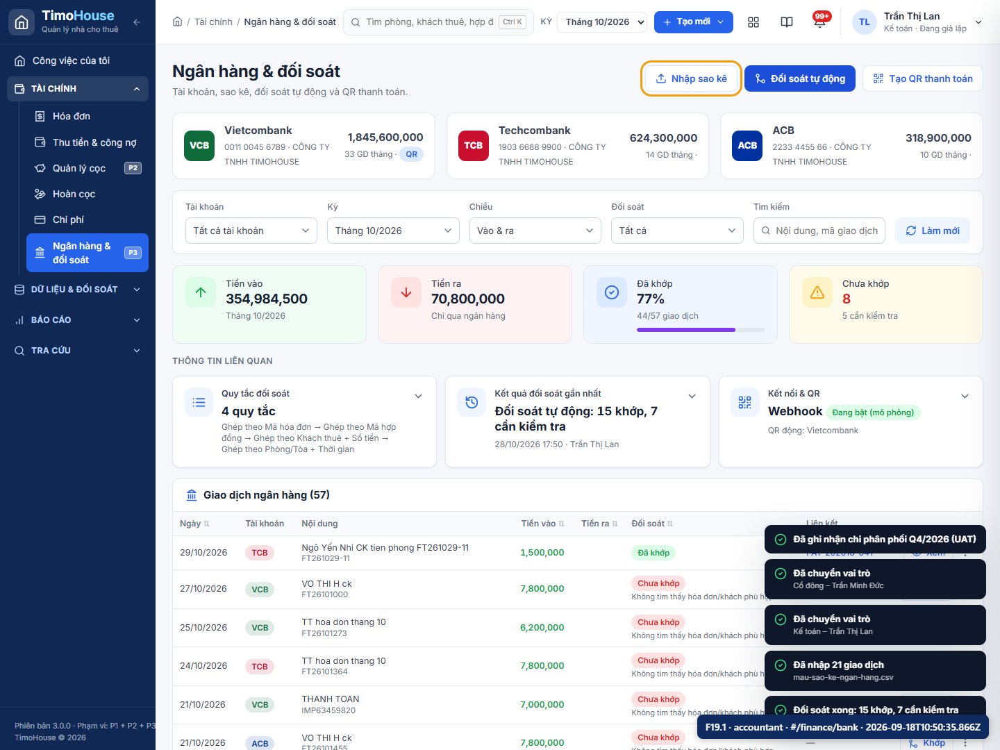 TimoHouse
Quản lý nhà cho thuê
Công việc của tôi
TÀI CHÍNH
Hóa đơn
Thu tiền & công nợ
Quản lý cọc P2
Hoàn cọc
Chi phí
Ngân hàng & đối soát P3
DỮ LIỆU & ĐỐI SOÁT
BÁO CÁO
TRA CỨU
Phiên bản 3.0.0 · Phạm vi: P1 + P2 + P3
TimoHouse © 2026
/ Tài chính / Ngân hàng & đối soát
Tìm phòng, khách thuê, hợp đ Ctrl K
KỲ Tháng 10/2026
Tạo mới
99+
TL Trần Thị Lan
Kế toán · Đang giả lập
Ngân hàng & đối soát
Tài khoản, sao kê, đối soát tự động và QR thanh toán.
Nhập sao kê
Đối soát tự động
Tạo QR thanh toán
VCB Vietcombank
0011 0045 6789 · CÔNG TY TNHH TIMOHOUSE
1,845,600,000
33 GD tháng · QR
TCB Techcombank
1903 6688 9900 · CÔNG TY TNHH TIMOHOUSE
624,300,000
14 GD tháng ·
ACB ACB
2233 4455 66 · CÔNG TY TNHH TIMOHOUSE
318,900,000
10 GD tháng ·
Tài khoản Kỳ Chiều Đối soát Tìm kiếm
Tất cả tài khoản Tháng 10/2026 Vào & ra Tất cả Nội dung, mã giao dịch Làm mới
Tiền vào
354,984,500
Tháng 10/2026
Tiền ra
70,800,000
Chi qua ngân hàng
Đã khớp
77%
44/57 giao dịch
Chưa khớp
8
5 cần kiểm tra
THÔNG TIN LIÊN QUAN
Quy tắc đối soát
4 quy tắc
Ghép theo Mã hóa đơn → Ghép theo Mã hợp
đồng → Ghép theo Khách thuê + Số tiền →
Ghép theo Phòng/Tòa + Thời gian
Kết quả đối soát gần nhất
Đối soát tự động: 15 khớp, 7
cần kiểm tra
28/10/2026 17:50 · Trần Thị Lan
Kết nối & QR
Webhook Đang bật (mô phỏng)
QR động: Vietcombank
Giao dịch ngân hàng (57)
Ngày Tài khoản Nội dung Tiền vào Tiền ra Đối soát Liên kết
29/10/2026 TCB Ngô Yến Nhi CK tien phong FT261029-11 1,500,000 Đã khớp
FT261029-11
27/10/2026 VCB VO THI H ck 7,800,000 Chưa khớp
FT26101000 Không tìm thấy hóa đơn/khách phù hợp
25/10/2026 VCB TT hoa don thang 10 6,200,000 Chưa khớp
FT26101273 Không tìm thấy hóa đơn/khách phù h
24/10/2026 TCB TT hoa don thang 10 7,800,000 Chưa khớp
FT26101364 Không tìm thấy hóa đơn/khách phù h
21/10/2026 VCB THANH TOAN 7,000,000 Chưa khớp
IMP63459820 Không tìm thấy hóa đơn/khách phù h
21/10/2026 ACB VO THI H ck 7,800,000 Chưa khớp — Khớp
FT26101455
Đã ghi nhận chi phân phối Q4/2026 (UAT)
Đã chuyển vai trò
Cổ đông – Trần Minh Đức
Đã chuyển vai trò
Kế toán – Trần Thị Lan
Đã nhập 21 giao dịch
mau-sao-ke-ngan-hang.csv
Đối soát xong: 15 khớp, 7 cần kiểm tra
F19.1 · accountant · #/finance/bank · 2026-09-18T10:50:35.866Z